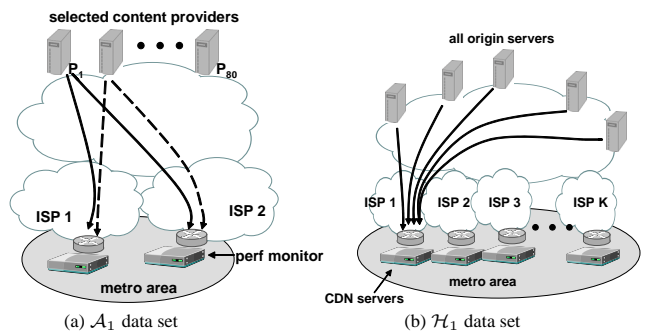 selected content providers
P1
P80
ISP 1
ISP 2
perf monitor
metro area
(a) A1 data set
all origin servers
ISP 1
ISP 2
ISP 3
ISP K
CDN servers
metro area
(b) H1 data set